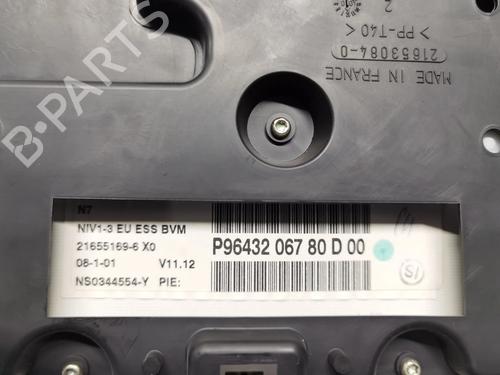 2
>PP-T40<
21653084-0
MADE IN FRANCE
N7
NIV1-3 EU ESS BVM
21655169-6 X0
08-1-01 V11.12
NS0344554-Y PIE:
P96432 067 80 D 00
SI
B-PARTS